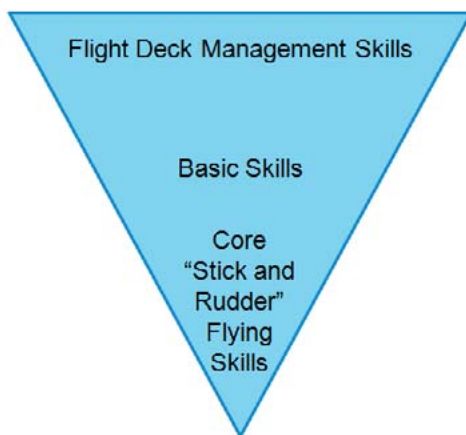 Flight Deck Management Skills
Basic Skills
Core
“Stick and
Rudder”
Flying
Skills